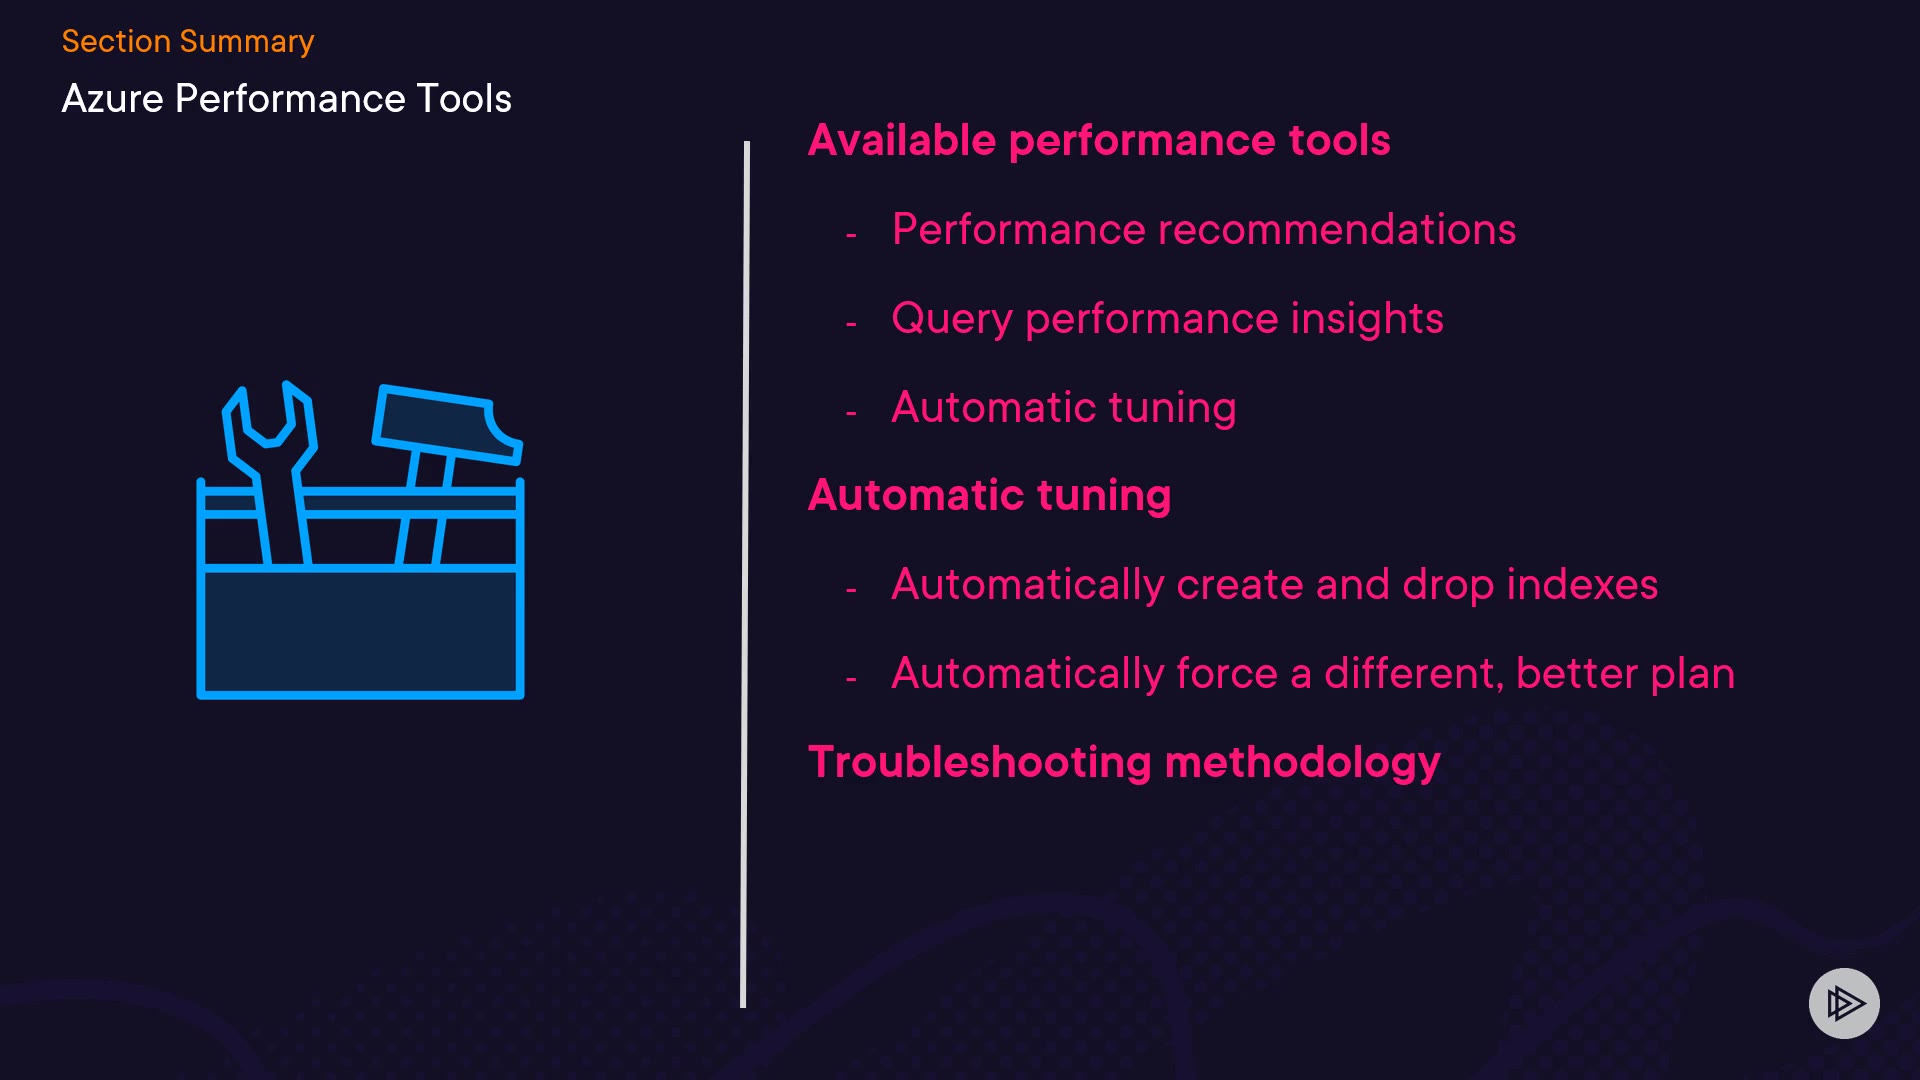 Section Summary
Azure Performance Tools
Available performance tools
- Performance recommendations
- Query performance insights
- Automatic tuning
Automatic tuning
- Automatically create and drop indexes
- Automatically force a different, better plan
Troubleshooting methodology